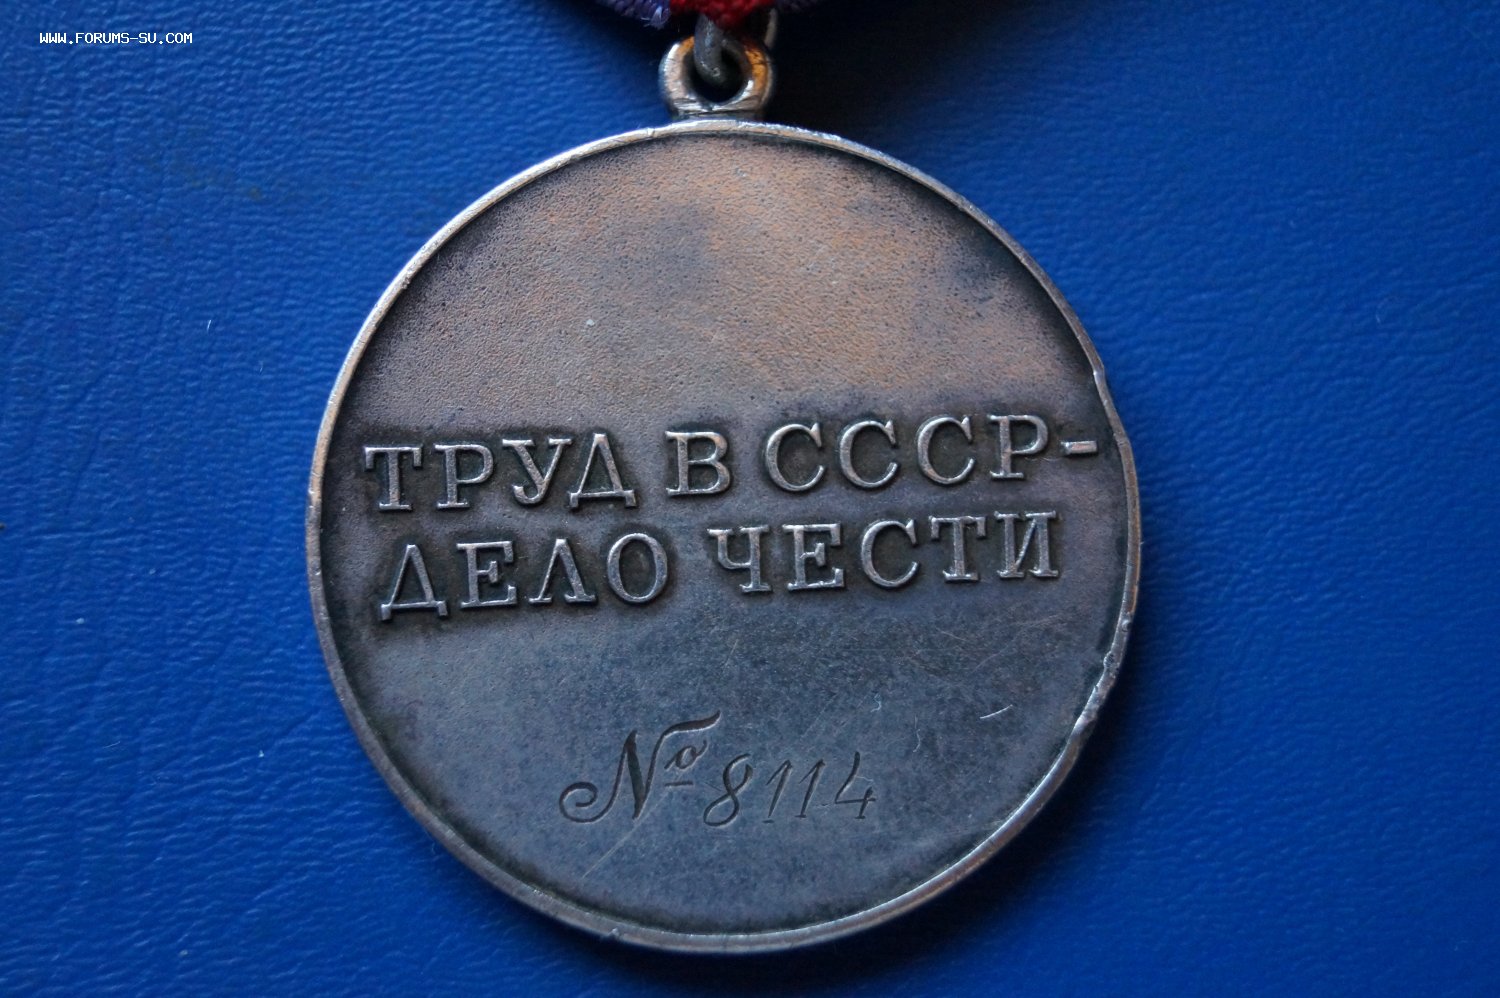 WWW.FORUMS-SU.COM
ТРУД В СССР-
ДЕЛО ЧЕСТИ
№ 8114